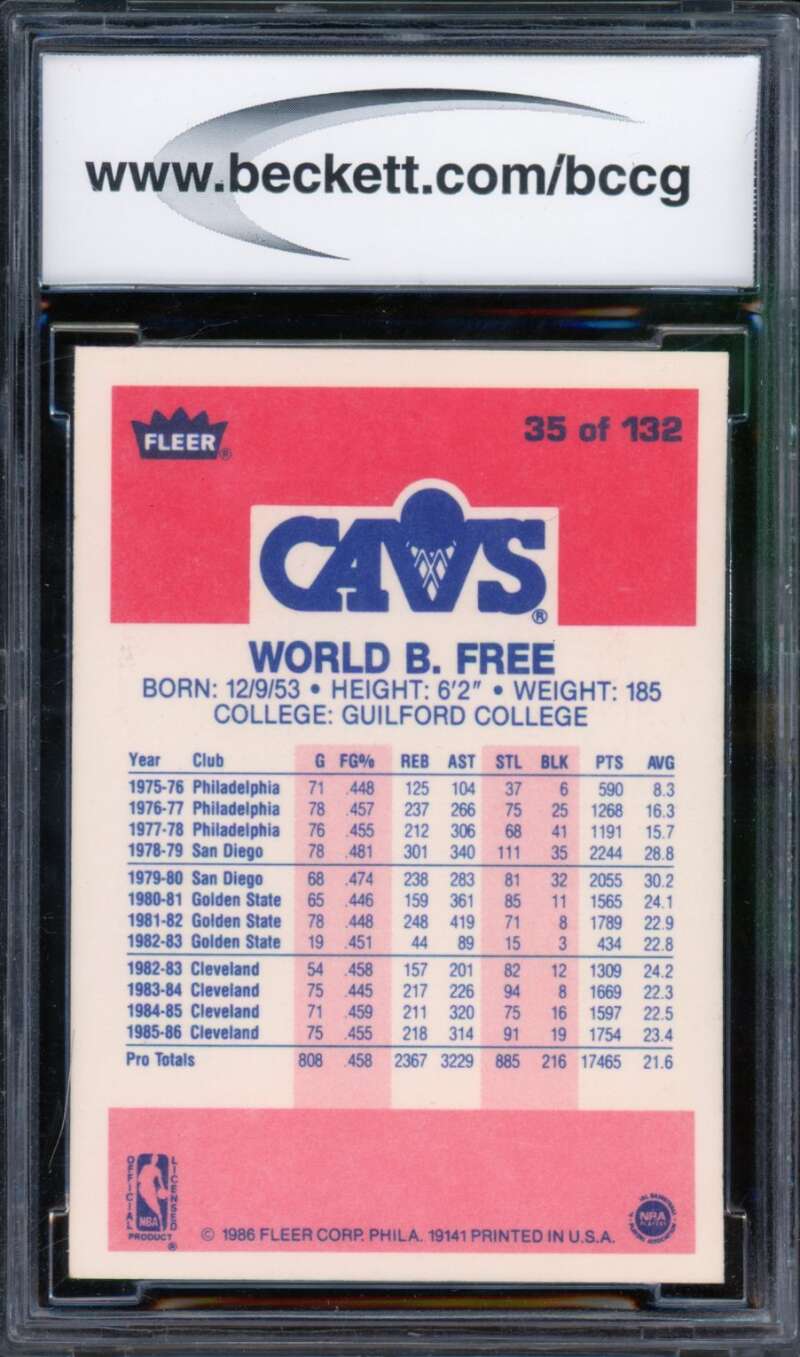 www.beckett.com/bccg
FLEER®
35 of 132
CAVS®
WORLD B. FREE
BORN: 12/9/53 • HEIGHT: 6'2" • WEIGHT: 185
COLLEGE: GUILFORD COLLEGE
Year Club G FG% REB AST STL BLK PTS AVG
1975-76 Philadelphia 71 .448 125 104 37 6 590 8.3
1976-77 Philadelphia 78 .457 237 266 75 25 1268 16.3
1977-78 Philadelphia 76 .455 212 306 68 41 1191 15.7
1978-79 San Diego 78 .481 301 340 111 35 2244 28.8
1979-80 San Diego 68 .474 238 283 81 32 2055 30.2
1980-81 Golden State 65 .446 159 361 85 11 1565 24.1
1981-82 Golden State 78 .448 248 419 71 8 1789 22.9
1982-83 Golden State 19 .451 44 89 15 3 434 22.8
1982-83 Cleveland 54 .458 157 201 82 12 1309 24.2
1983-84 Cleveland 75 .445 217 226 94 8 1669 22.3
1984-85 Cleveland 71 .459 211 320 75 16 1597 22.5
1985-86 Cleveland 75 .455 218 314 91 19 1754 23.4
Pro Totals 808 .458 2367 3229 885 216 17465 21.6
OFFICIAL
LICENSED
NBA
PRODUCT
®
© 1986 FLEER CORP. PHILA. 19141 PRINTED IN U.S.A.
PLAYERS